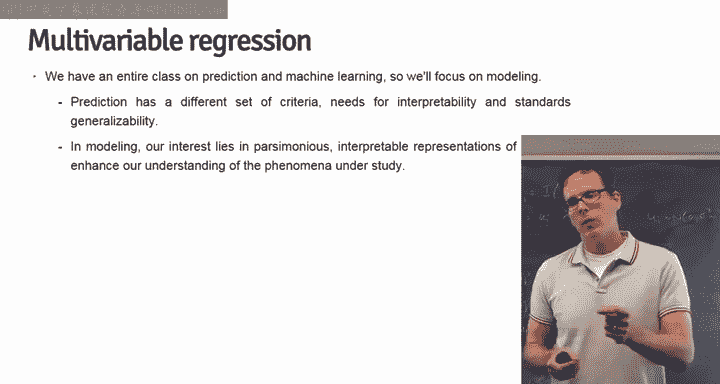 Multivariable regression
We have an entire class on prediction and machine learning, so we'll focus on modeling.
- Prediction has a different set of criteria, needs for interpretability and standards
generalizability.
- In modeling, our interest lies in parsimonious, interpretable representations of
enhance our understanding of the phenomena under study.